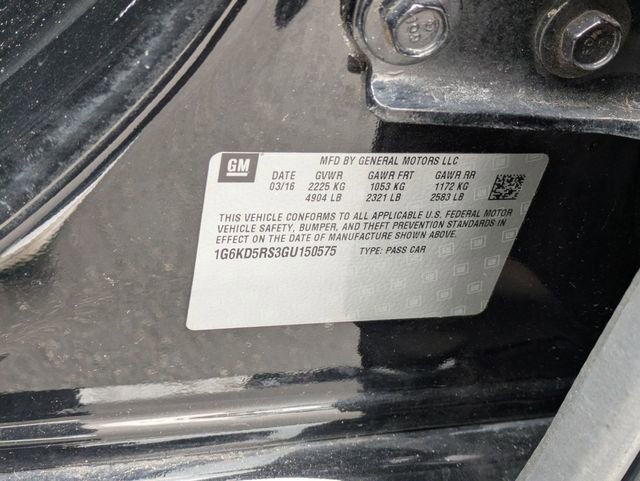 GM
MFD BY GENERAL MOTORS LLC
DATE GVWR GAWR FRT GAWR RR
03/16 2225 KG 1053 KG 1172 KG
4904 LB 2321 LB 2583 LB
THIS VEHICLE CONFORMS TO ALL APPLICABLE U.S. FEDERAL MOTOR
VEHICLE SAFETY, BUMPER, AND THEFT PREVENTION STANDARDS IN
EFFECT ON THE DATE OF MANUFACTURE SHOWN ABOVE.
1G6KD5RS3GU150575 TYPE: PASS CAR